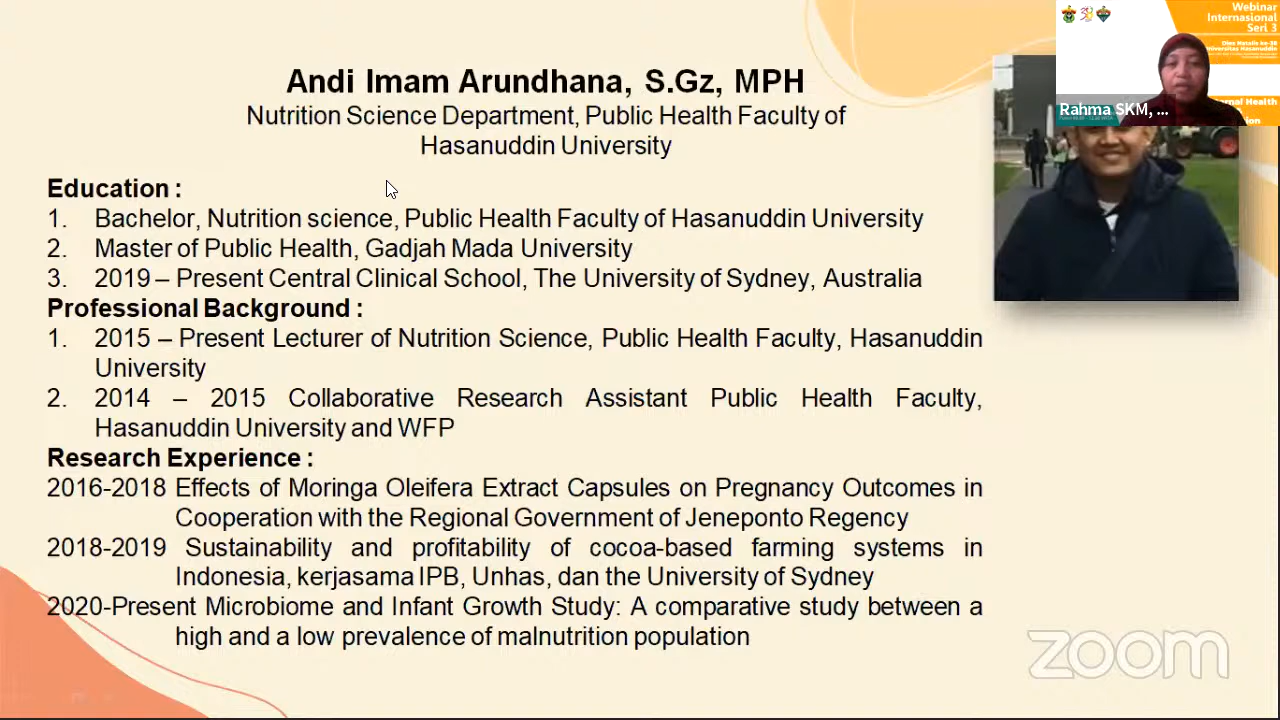 Andi Imam Arundhana, S.Gz, MPH
Nutrition Science Department, Public Health Faculty of
Hasanuddin University
Education :
1. Bachelor, Nutrition science, Public Health Faculty of Hasanuddin University
2. Master of Public Health, Gadjah Mada University
3. 2019 – Present Central Clinical School, The University of Sydney, Australia
Professional Background :
1. 2015 – Present Lecturer of Nutrition Science, Public Health Faculty, Hasanuddin
University
2. 2014 – 2015 Collaborative Research Assistant Public Health Faculty,
Hasanuddin University and WFP
Research Experience :
2016-2018 Effects of Moringa Oleifera Extract Capsules on Pregnancy Outcomes in
Cooperation with the Regional Government of Jeneponto Regency
2018-2019 Sustainability and profitability of cocoa-based farming systems in
Indonesia, kerjasama IPB, Unhas, dan the University of Sydney
2020-Present Microbiome and Infant Growth Study: A comparative study between a
high and a low prevalence of malnutrition population
Webinar
Internasional
Seri 3
Dies Natalis ke-38
Universitas Hasanuddin
Health
Rahma SKM, ...
zoom